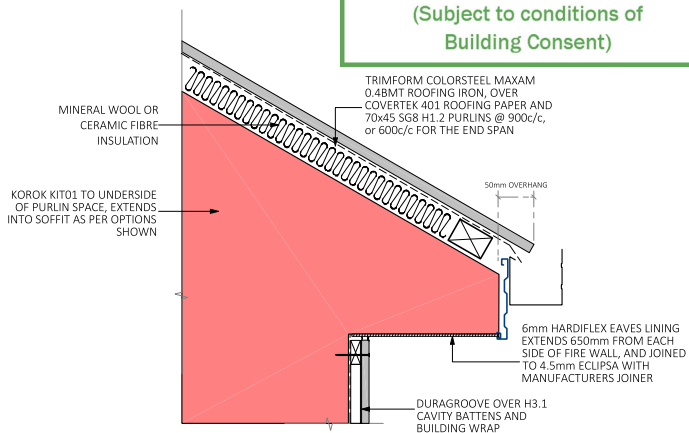 (Subject to conditions of
Building Consent)
TRIMFORM COLORSTEEL MAXAM
0.4BMT ROOFING IRON, OVER
COVERTEK 401 ROOFING PAPER AND
70x45 SG8 H1.2 PURLINS @ 900c/c,
or 600c/c FOR THE END SPAN
MINERAL WOOL OR
CERAMIC FIBRE
INSULATION
50mm OVERHANG
KOROK KIT01 TO UNDERSIDE
OF PURLIN SPACE, EXTENDS
INTO SOFFIT AS PER OPTIONS
SHOWN
6mm HARDIFLEX EAVES LINING
EXTENDS 650mm FROM EACH
SIDE OF FIRE WALL, AND JOINED
TO 4.5mm ECLIPSA WITH
MANUFACTURERS JOINER
DURAGROOVE OVER H3.1
CAVITY BATTENS AND
BUILDING WRAP